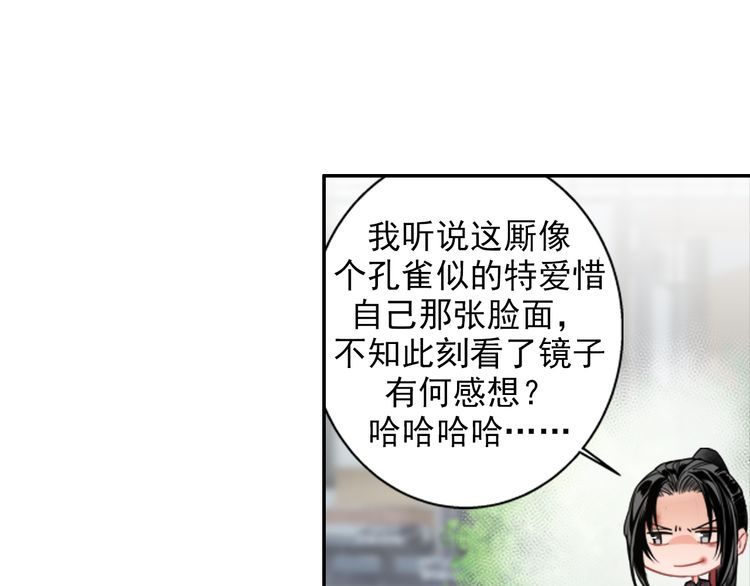 我听说这厮像
个孔雀似的特爱惜
自己那张脸面，
不知此刻看了镜子
有何感想？
哈哈哈哈……